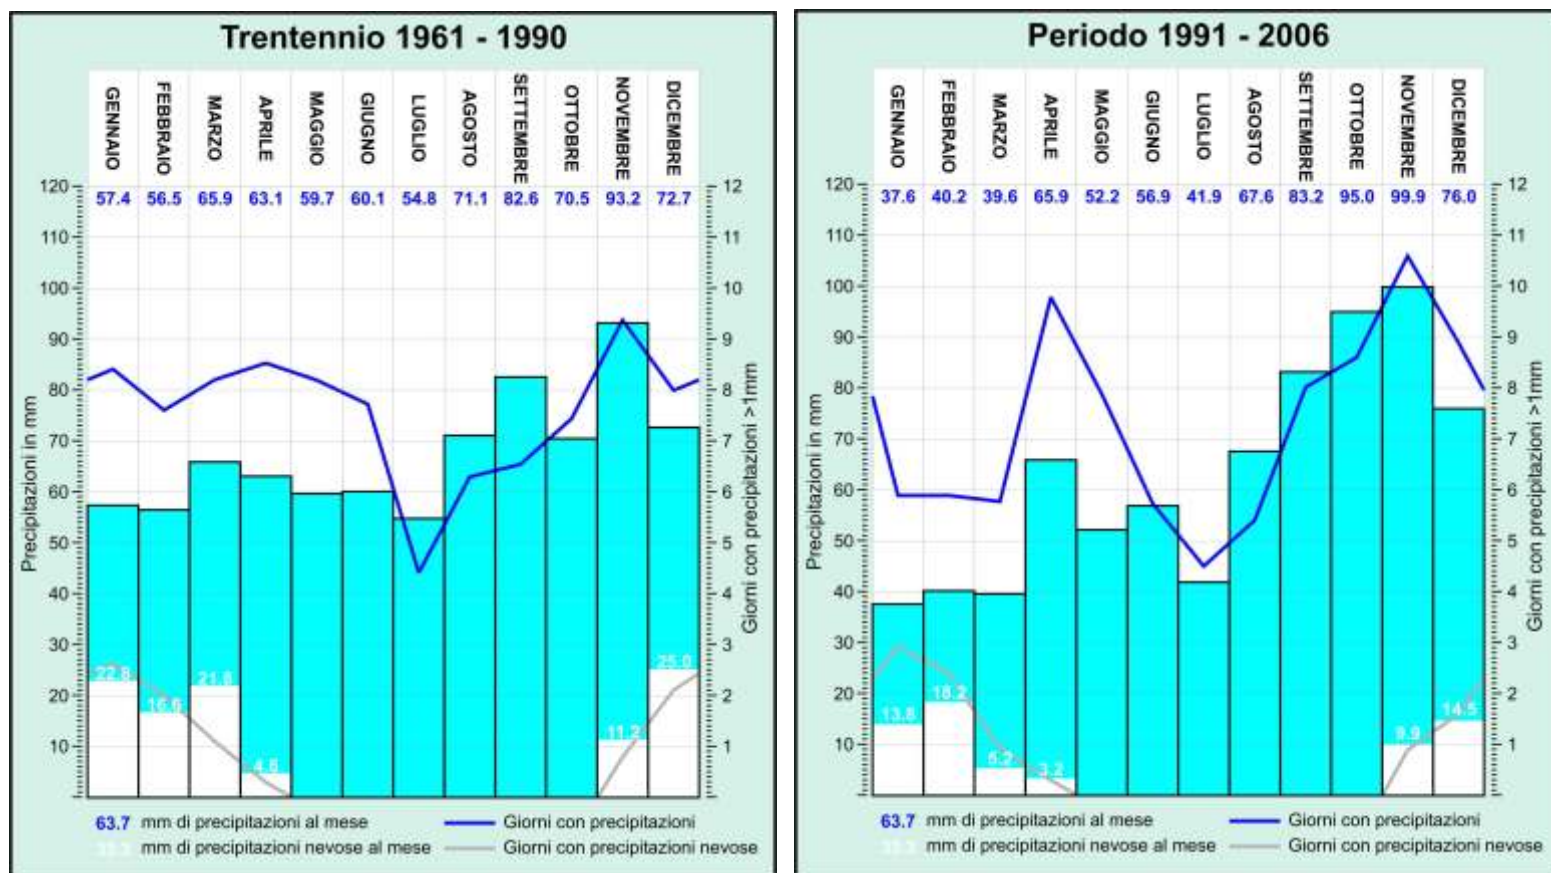 Trentennio 1961 - 1990
GENNAIO
FEBBRAIO
MARZO
APRILE
MAGGIO
GIUGNO
LUGLIO
AGOSTO
SETTEMBRE
OTTOBRE
NOVEMBRE
DICEMBRE
57.4 56.5 65.9 63.1 59.7 60.1 54.8 71.1 82.6 70.5 93.2 72.7
120
110
100
90
80
70
60
50
40
30
20
10
Precipitazioni in mm
22.8
16.6
21.8
11.2
25.0
12
11
10
9
8
7
6
5
4
3
2
1
Giorni con precipitazioni >1mm
63.7 mm di precipitazioni al mese
Giorni con precipitazioni
mm di precipitazioni nevose al mese
Giorni con precipitazioni nevose
Periodo 1991 - 2006
GENNAIO
FEBBRAIO
MARZO
APRILE
MAGGIO
GIUGNO
LUGLIO
AGOSTO
SETTEMBRE
OTTOBRE
NOVEMBRE
DICEMBRE
37.6 40.2 39.6 65.9 52.2 56.9 41.9 67.6 83.2 95.0 99.9 76.0
120
110
100
90
80
70
60
50
40
30
20
10
Precipitazioni in mm
18.2
5.2
3.2
9.9
14.5
12
11
10
9
8
7
6
5
4
3
2
1
Giorni con precipitazioni >1mm
63.7 mm di precipitazioni al mese
Giorni con precipitazioni
mm di precipitazioni nevose al mese
Giorni con precipitazioni nevose